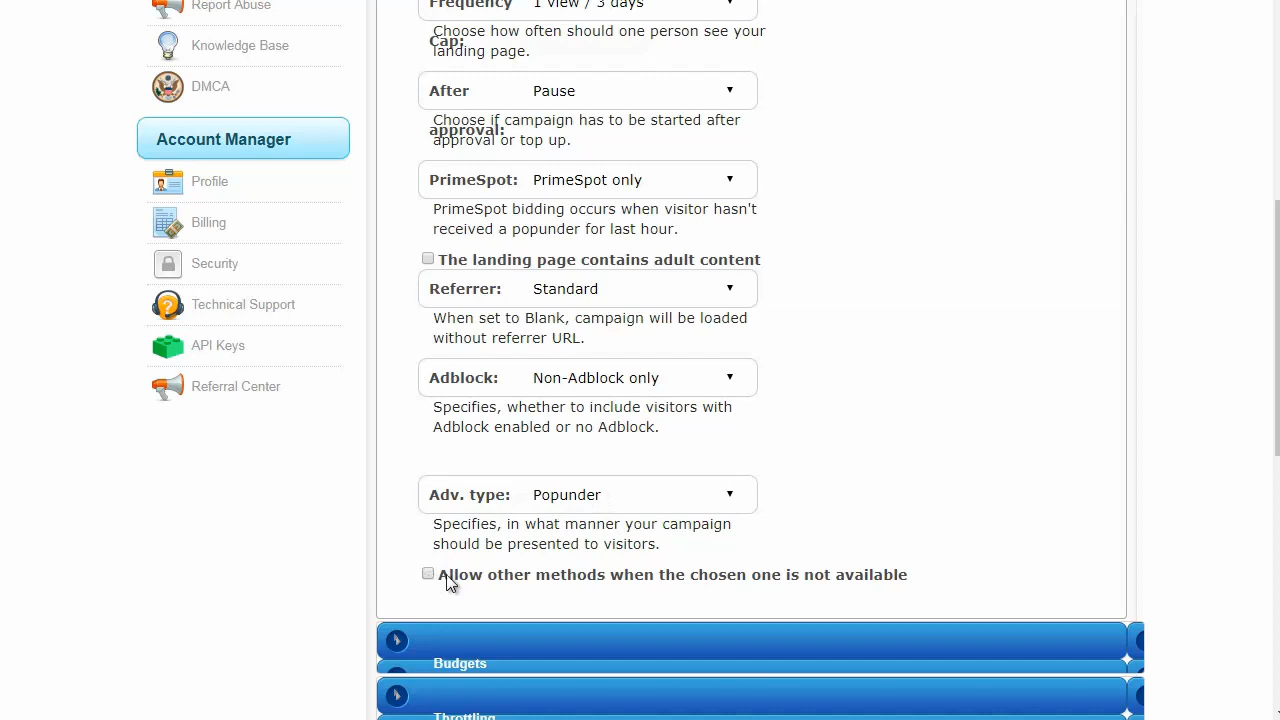 Report Abuse
Knowledge Base
DMCA
Account Manager
Profile
Billing
Security
Technical Support
API Keys
Referral Center
Frequency Cap: 1 view / 3 days
Choose how often should one person see your
landing page.
After approval: Pause
Choose if campaign has to be started after
approval or top up.
PrimeSpot: PrimeSpot only
PrimeSpot bidding occurs when visitor hasn't
received a popunder for last hour.
The landing page contains adult content
Referrer: Standard
When set to Blank, campaign will be loaded
without referrer URL.
Adblock: Non-Adblock only
Specifies, whether to include visitors with
Adblock enabled or no Adblock.
Adv. type: Popunder
Specifies, in what manner your campaign
should be presented to visitors.
Allow other methods when the chosen one is not available
Budgets
Throttling